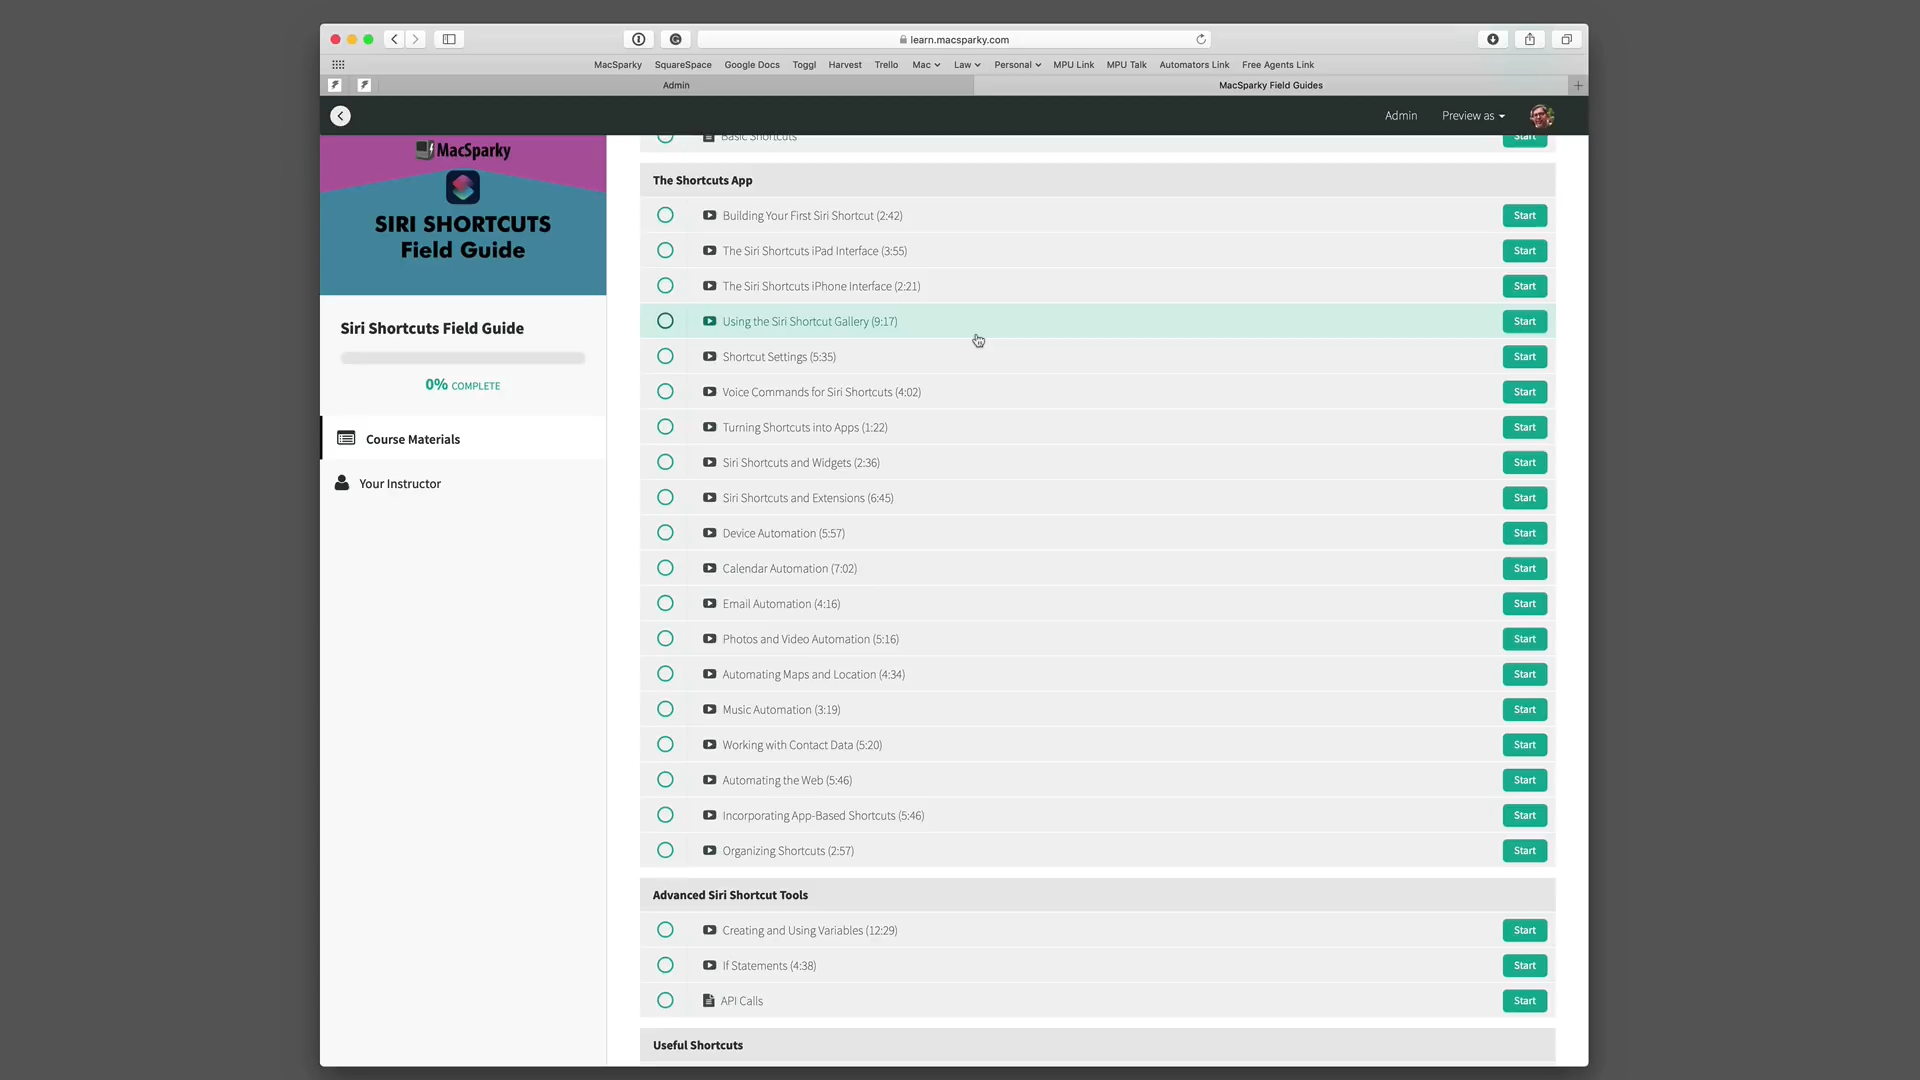 learn.macsparky.com
MacSparky SquareSpace Google Docs Toggl Harvest Trello Mac Law Personal MPU Link MPU Talk Automators Link Free Agents Link
Admin
MacSparky Field Guides
Admin Preview as
MacSparky
SIRI SHORTCUTS
Field Guide
Siri Shortcuts Field Guide
0% COMPLETE
Course Materials
Your Instructor
Basic Shortcuts Start
The Shortcuts App
Building Your First Siri Shortcut (2:42) Start
The Siri Shortcuts iPad Interface (3:55) Start
The Siri Shortcuts iPhone Interface (2:21) Start
Using the Siri Shortcut Gallery (9:17) Start
Shortcut Settings (5:35) Start
Voice Commands for Siri Shortcuts (4:02) Start
Turning Shortcuts into Apps (1:22) Start
Siri Shortcuts and Widgets (2:36) Start
Siri Shortcuts and Extensions (6:45) Start
Device Automation (5:57) Start
Calendar Automation (7:02) Start
Email Automation (4:16) Start
Photos and Video Automation (5:16) Start
Automating Maps and Location (4:34) Start
Music Automation (3:19) Start
Working with Contact Data (5:20) Start
Automating the Web (5:46) Start
Incorporating App-Based Shortcuts (5:46) Start
Organizing Shortcuts (2:57) Start
Advanced Siri Shortcut Tools
Creating and Using Variables (12:29) Start
If Statements (4:38) Start
API Calls Start
Useful Shortcuts